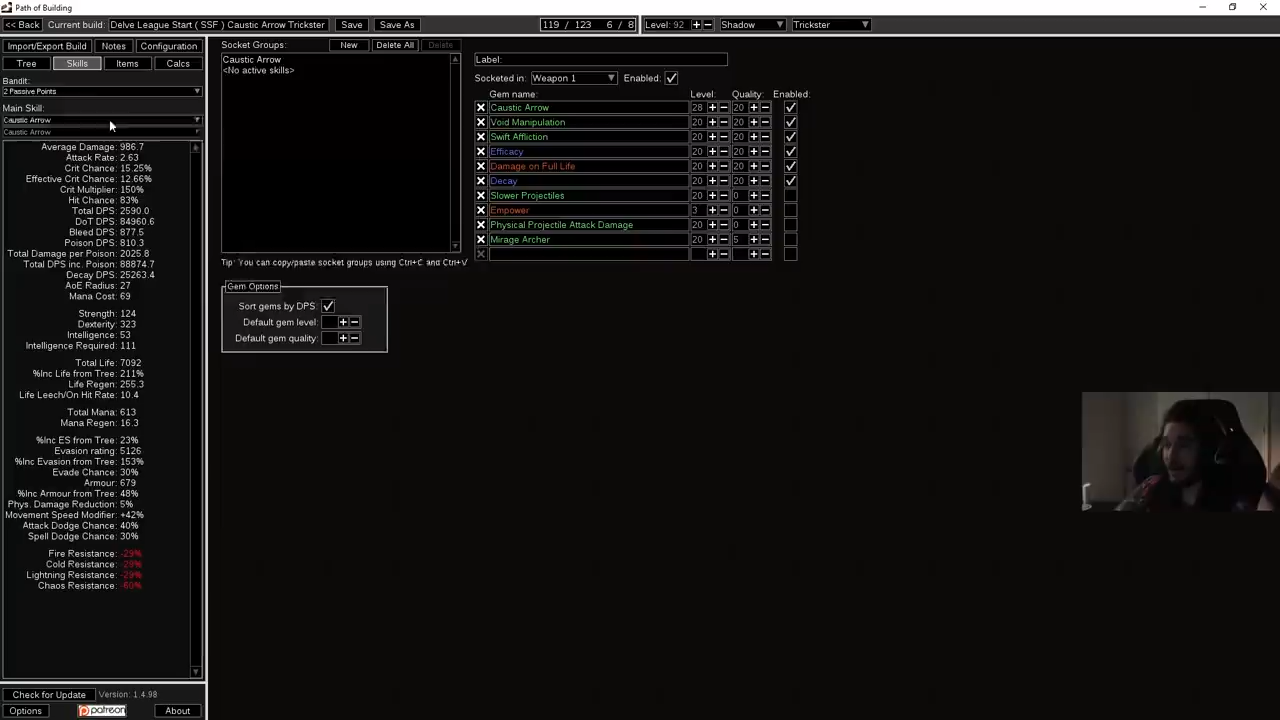 Path of Building
<< Back
Current build: Delve League Start ( SSF ) Caustic Arrow Trickster
Save
Save As
119 / 123 6 / 8
Level: 92
Shadow
Trickster
Import/Export Build
Notes
Configuration
Tree
Skills
Items
Calcs
Bandit:
2 Passive Points
Main Skill:
Caustic Arrow
Caustic Arrow
Average Damage: 986.7
Attack Rate: 2.63
Crit Chance: 15.25%
Effective Crit Chance: 12.66%
Crit Multiplier: 150%
Hit Chance: 83%
Total DPS: 2590.0
DoT DPS: 84960.6
Bleed DPS: 877.5
Poison DPS: 810.3
Total Damage per Poison: 2025.8
Total DPS inc. Poison: 88874.7
Decay DPS: 25263.4
AoE Radius: 27
Mana Cost: 69
Strength: 124
Dexterity: 323
Intelligence: 53
Intelligence Required: 111
Total Life: 7092
%Inc Life from Tree: 211%
Life Regen: 255.3
Life Leech/On Hit Rate: 10.4
Total Mana: 613
Mana Regen: 16.3
%Inc ES from Tree: 23%
Evasion rating: 5126
%Inc Evasion from Tree: 153%
Evade Chance: 30%
Armour: 679
%Inc Armour from Tree: 48%
Phys. Damage Reduction: 5%
Movement Speed Modifier: +42%
Attack Dodge Chance: 40%
Spell Dodge Chance: 30%
Fire Resistance: -29%
Cold Resistance: -29%
Lightning Resistance: -29%
Chaos Resistance: -60%
Check for Update
Version: 1.4.98
Options
patreon
About
Socket Groups:
New
Delete All
Delete
Caustic Arrow
<No active skills>
Tip: You can copy/paste socket groups using Ctrl+C and Ctrl+V
Gem Options
Sort gems by DPS:
Default gem level:
Default gem quality:
Label:
Socketed in: Weapon 1 Enabled:
Gem name: Level: Quality: Enabled:
Caustic Arrow 28 20
Void Manipulation 20 20
Swift Affliction 20 20
Efficacy 20 20
Damage on Full Life 20 20
Decay 20 20
Slower Projectiles 20 0
Empower 3 0
Physical Projectile Attack Damage 20 0
Mirage Archer 20 5